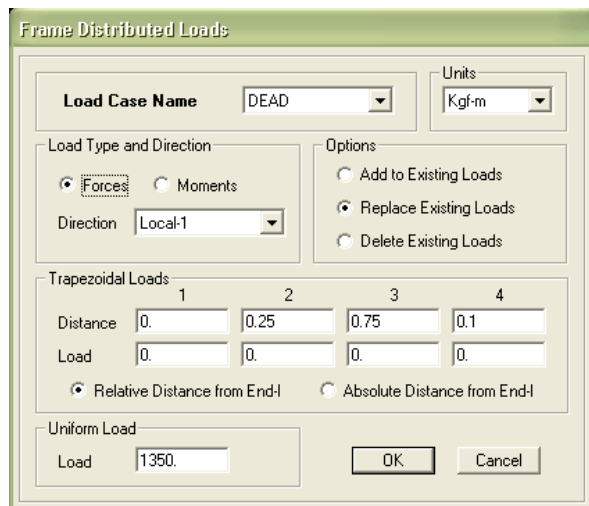 Frame Distributed Loads
Units
Load Case Name DEAD Kgf-m
Load Type and Direction Options
Forces Moments Add to Existing Loads
Replace Existing Loads
Direction Local-1
Delete Existing Loads
Trapezoidal Loads
1 2 3 4
Distance 0. 0.25 0.75 0.1
Load 0. 0. 0. 0.
Relative Distance from End-I Absolute Distance from End-I
Uniform Load
Load 1350. OK Cancel